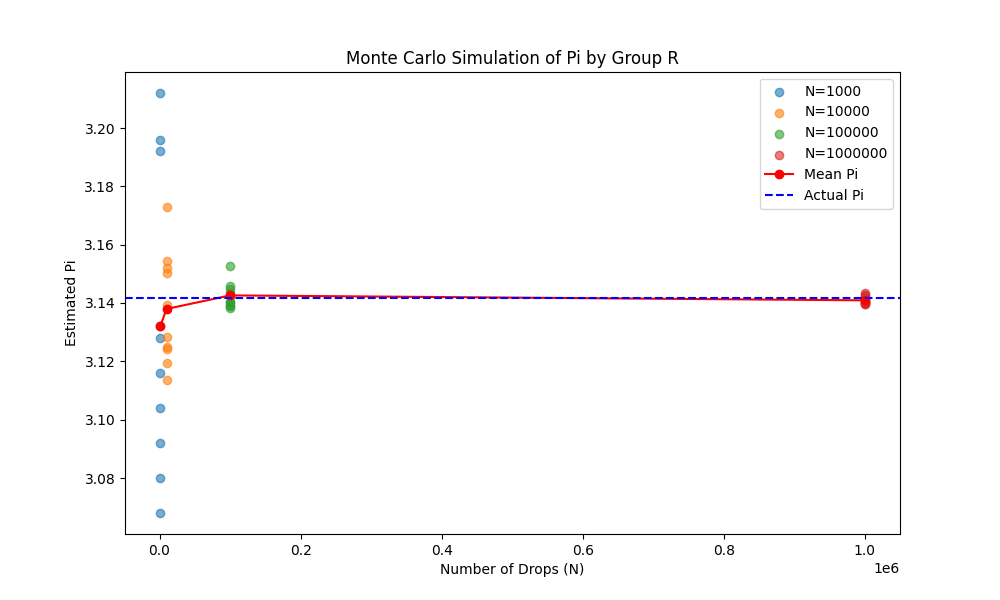 Monte Carlo Simulation of Pi by Group R
N=1000
N=10000
N=100000
N=1000000
Mean Pi
Actual Pi
3.20
3.18
3.16
3.14
3.12
3.10
3.08
Estimated Pi
0.0 0.2 0.4 0.6 0.8 1.0
1e6
Number of Drops (N)